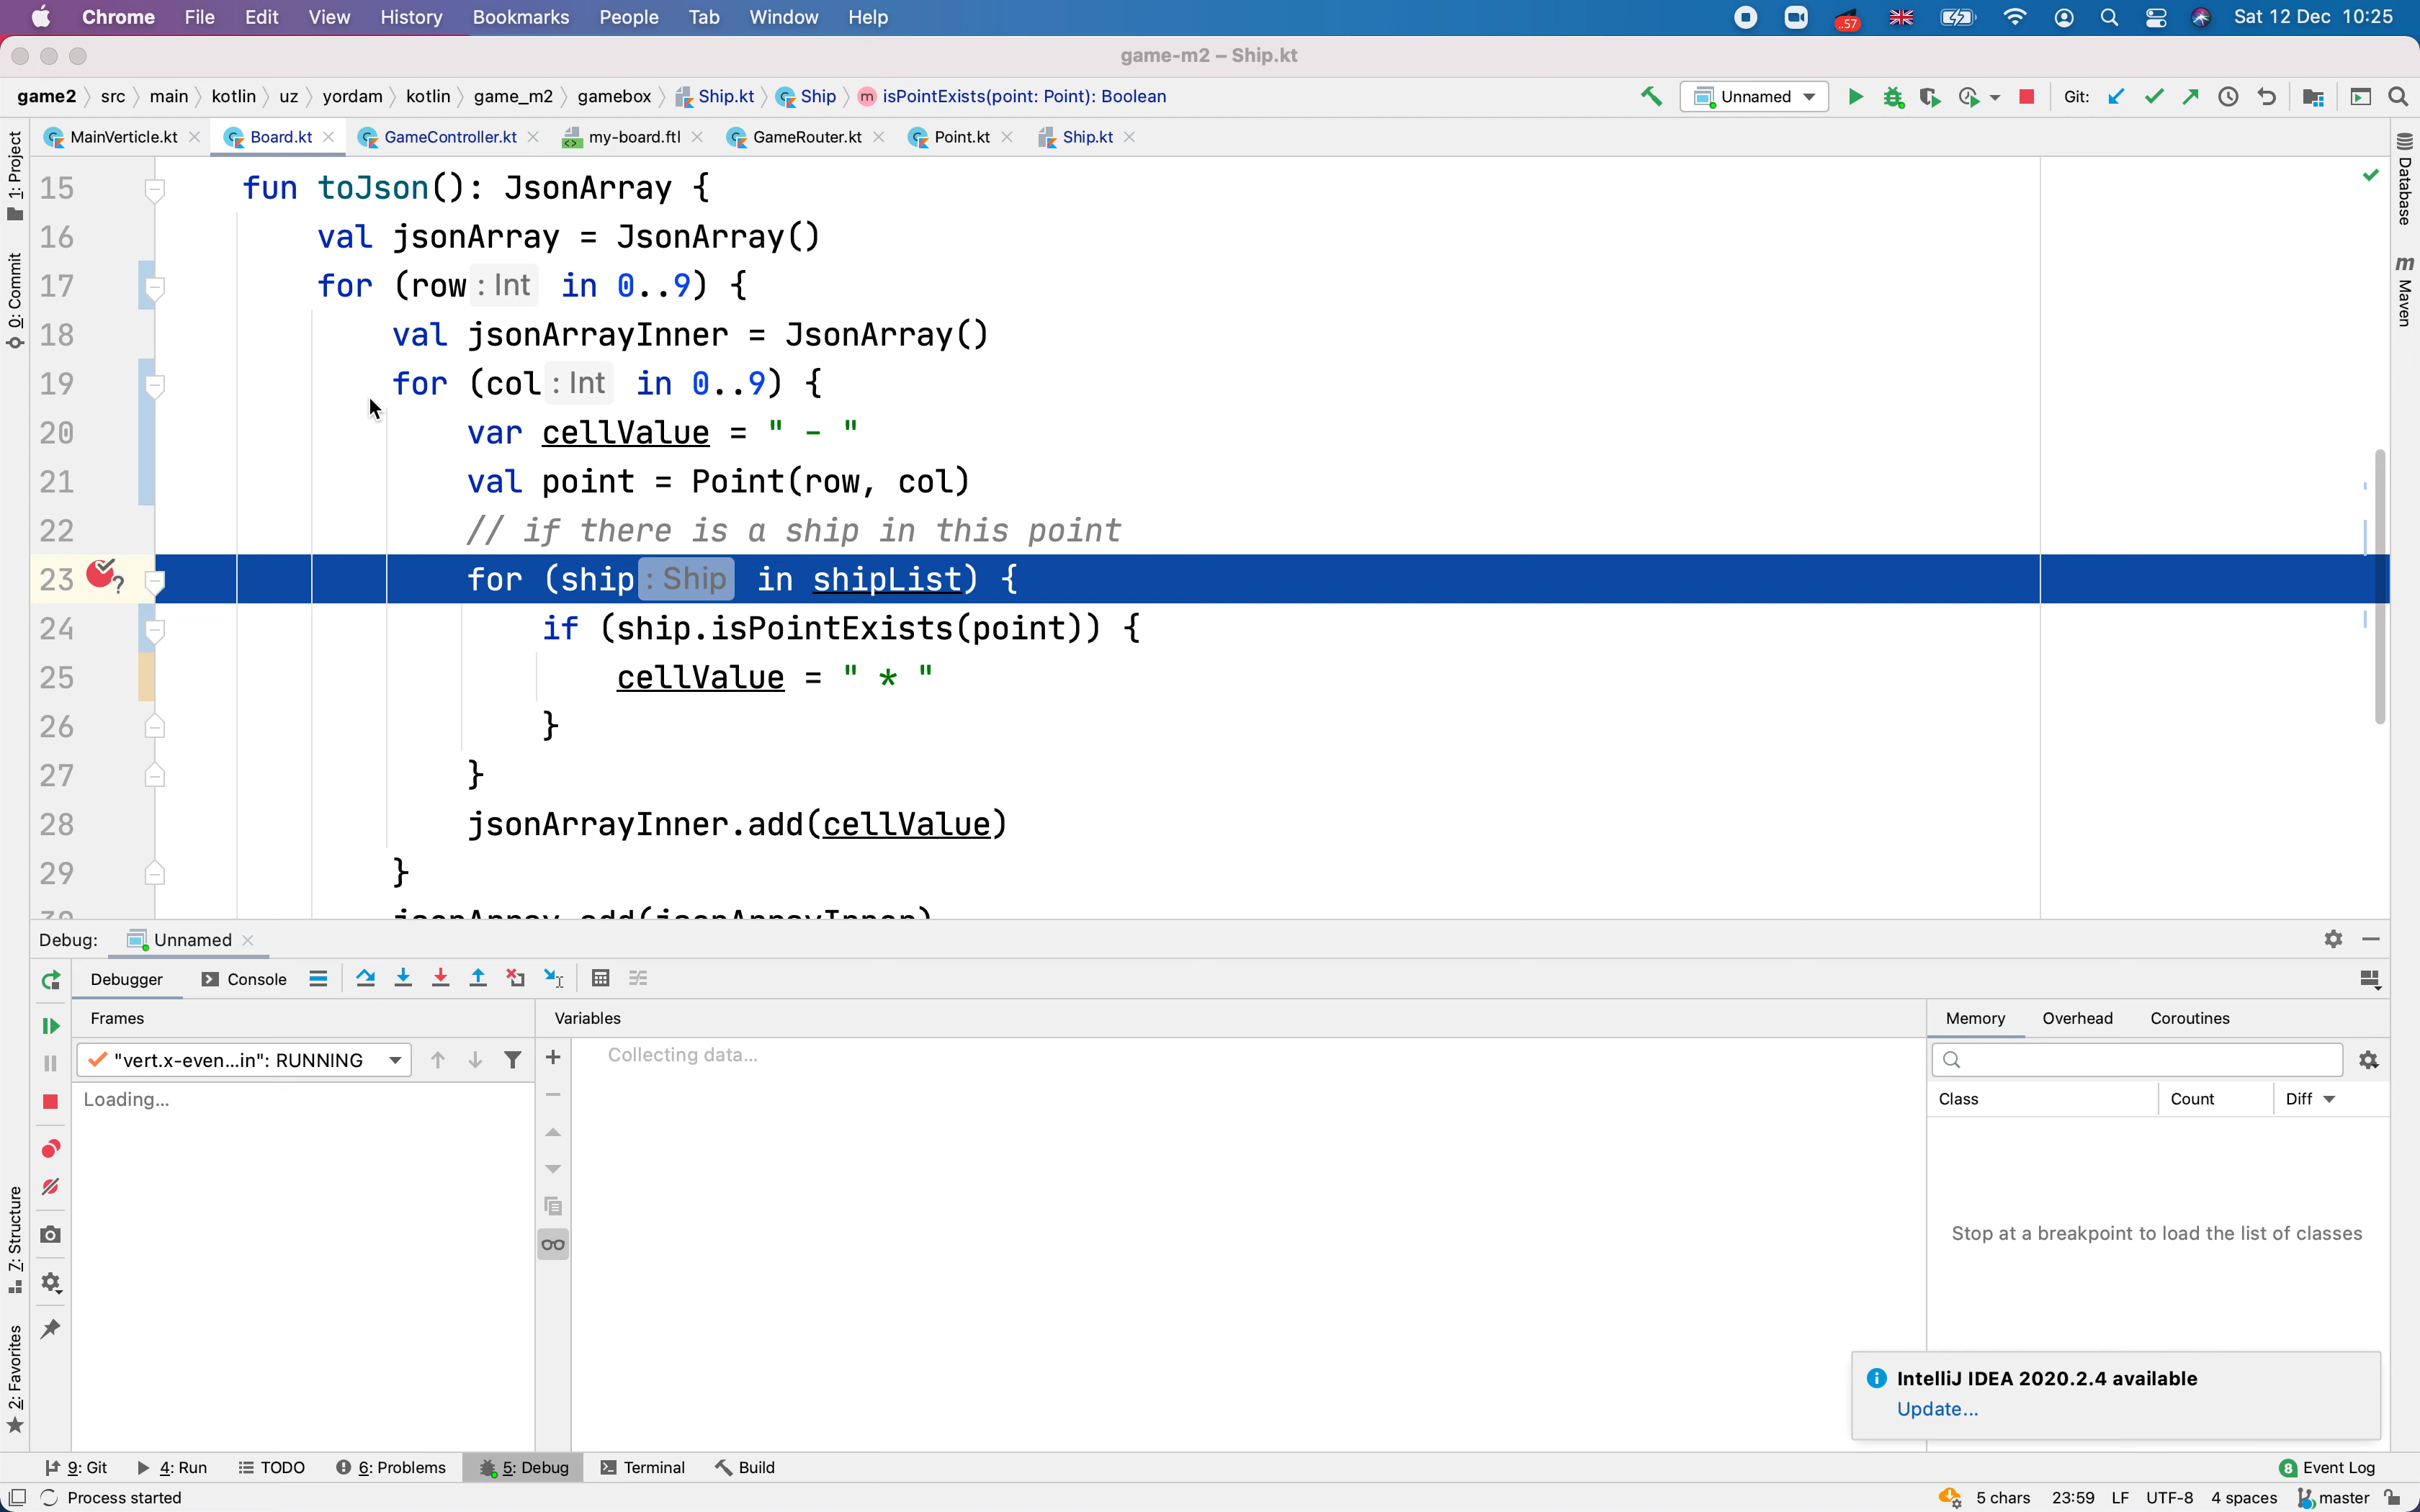 Chrome File Edit View History Bookmarks People Tab Window Help ..57 Sat 12 Dec 10:25
game-m2 – Ship.kt
game2 src main kotlin uz yordam kotlin game_m2 gamebox Ship.kt Ship m isPointExists(point: Point): Boolean Unnamed Git:
MainVerticle.kt Board.kt GameController.kt my-board.ftl GameRouter.kt Point.kt Ship.kt
1: Project
0: Commit
7: Structure
2: Favorites
Database
m Maven
15 fun toJson(): JsonArray {
16 val jsonArray = JsonArray()
17 for (row : Int in 0..9) {
18 val jsonArrayInner = JsonArray()
19 for (col : Int in 0..9) {
20 var cellValue = " - "
21 val point = Point(row, col)
22 // if there is a ship in this point
23 for (ship : Ship in shipList) {
24 if (ship.isPointExists(point)) {
25 cellValue = " * "
26 }
27 }
28 jsonArrayInner.add(cellValue)
29 }
30 jsonArray.add(jsonArrayInner)
Debug: Unnamed
Debugger Console
Frames Variables Memory Overhead Coroutines
"vert.x-even...in": RUNNING
Loading...
Collecting data...
Class Count Diff
Stop at a breakpoint to load the list of classes
IntelliJ IDEA 2020.2.4 available
Update...
9: Git 4: Run TODO 6: Problems 5: Debug Terminal Build 8 Event Log
Process started 5 chars 23:59 LF UTF-8 4 spaces master